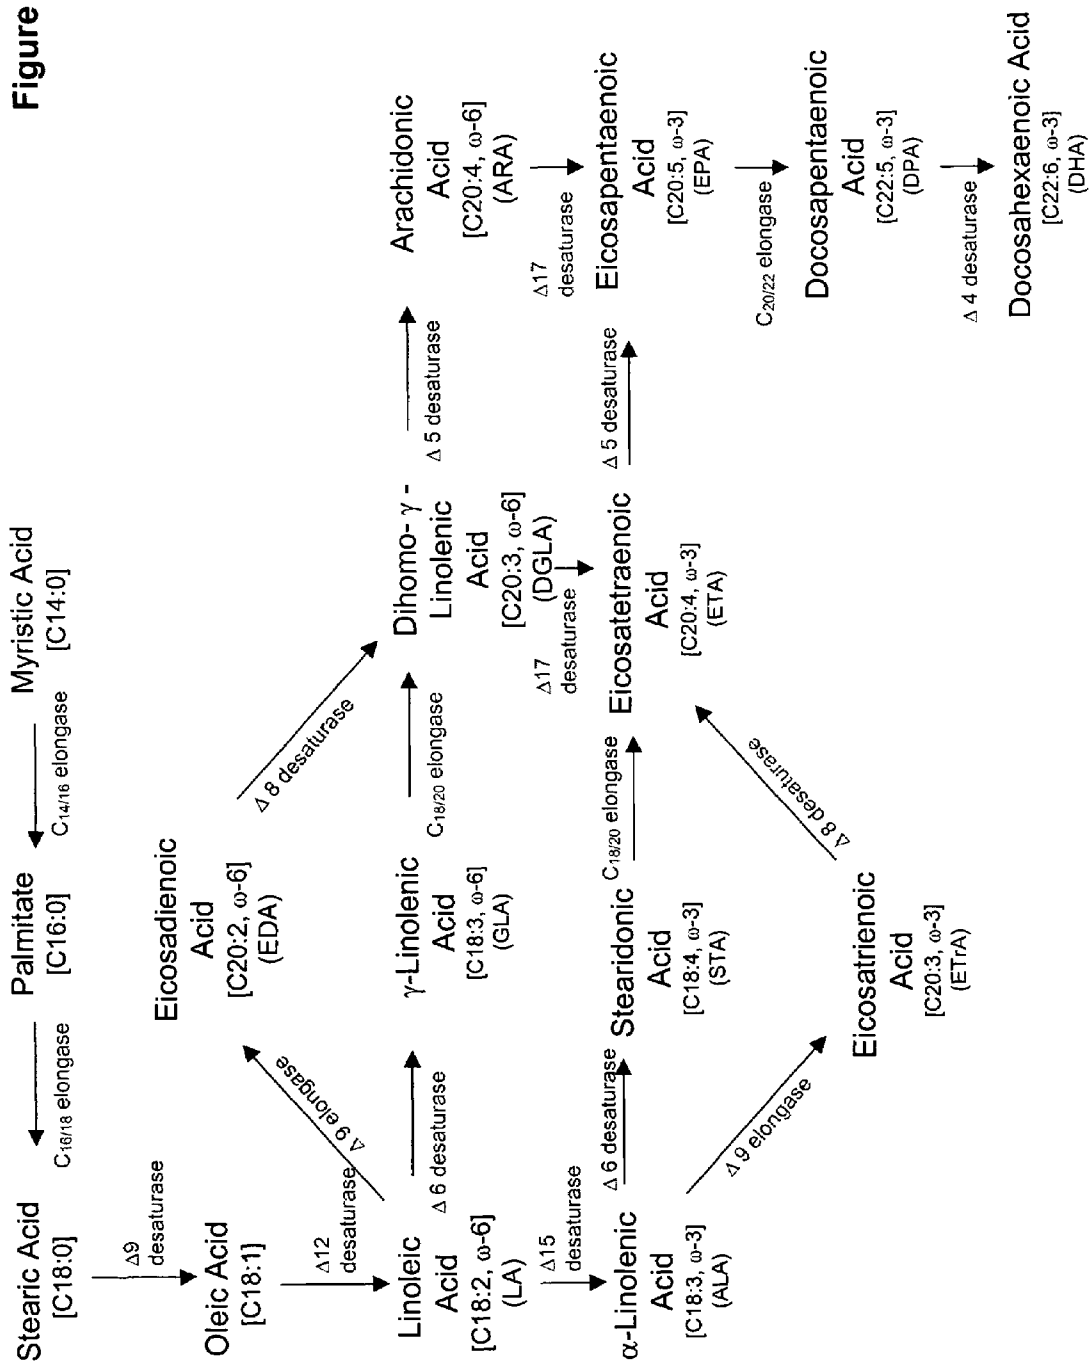 Figure
Myristic Acid
[C14:0]
C14/16 elongase
Palmitate
[C16:0]
C16/18 elongase
Stearic Acid
[C18:0]
Δ9
desaturase
Oleic Acid
[C18:1]
Δ12
desaturase
Linoleic
Acid
[C18:2, ω-6]
(LA)
Δ 9 elongase
Eicosadienoic
Acid
[C20:2, ω-6]
(EDA)
Δ 8 desaturase
Δ 6 desaturase
γ-Linolenic
Acid
[C18:3, ω-6]
(GLA)
C18/20 elongase
Dihomo- γ -
Linolenic
Acid
[C20:3, ω-6]
(DGLA)
Δ 5 desaturase
Arachidonic
Acid
[C20:4, ω-6]
(ARA)
Δ15
desaturase
Δ17
desaturase
Δ17
desaturase
α-Linolenic
Acid
[C18:3, ω-3]
(ALA)
Δ 6 desaturase
Stearidonic
Acid
[C18:4, ω-3]
(STA)
C18/20 elongase
Eicosatetraenoic
Acid
[C20:4, ω-3]
(ETA)
Δ 5 desaturase
Eicosapentaenoic
Acid
[C20:5, ω-3]
(EPA)
Δ 9 elongase
Eicosatrienoic
Acid
[C20:3, ω-3]
(ETrA)
Δ 8 desaturase
C20/22 elongase
Docosapentaenoic
Acid
[C22:5, ω-3]
(DPA)
Δ 4 desaturase
Docosahexaenoic Acid
[C22:6, ω-3]
(DHA)